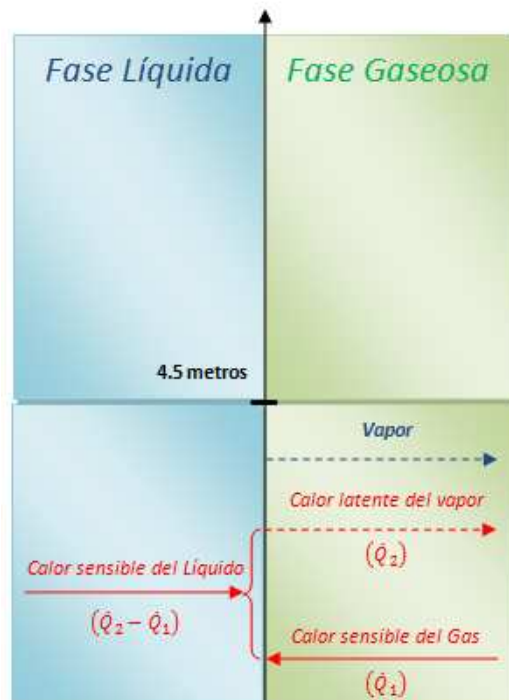 Fase Líquida
Fase Gaseosa
4.5 metros
Vapor
Calor latente del vapor
(Q̇₂)
Calor sensible del Líquido
(Q̇₂ − Q̇₁)
Calor sensible del Gas
(Q̇₁)